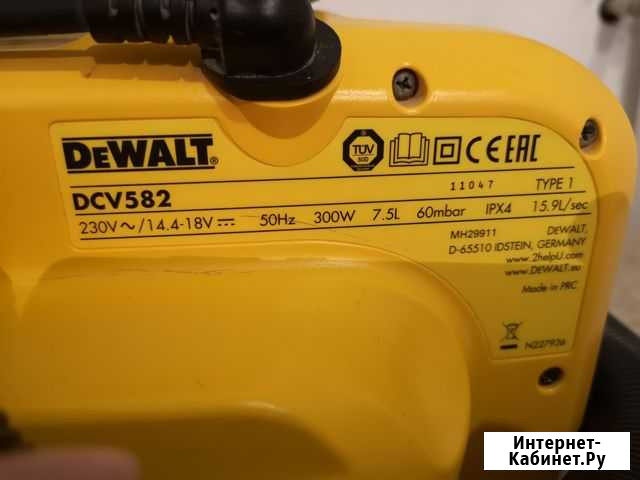 DEWALT®
TÜV
SÜD
CE EAC
DCV582
11047 TYPE 1
230V~/14.4-18V⎓ 50Hz 300W 7.5L 60mbar IPX4 15.9L/sec
MH29911
DEWALT,
D-65510 IDSTEIN, GERMANY
www.2helpU.com
www.DEWALT.eu
Made in PRC
N227936
Интернет-
Кабинет.Ру